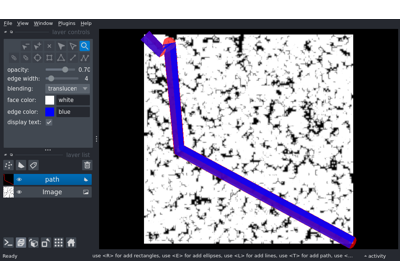 File View Window Plugins Help
layer controls
opacity: 0.70
edge width: 4
blending: translucen
face color: white
edge color: blue
display text:
layer list
path
Image
Ready use <R> for add rectangles, use <E> for add ellipses, use <L> for add lines, use <T> for add path, use <... activity